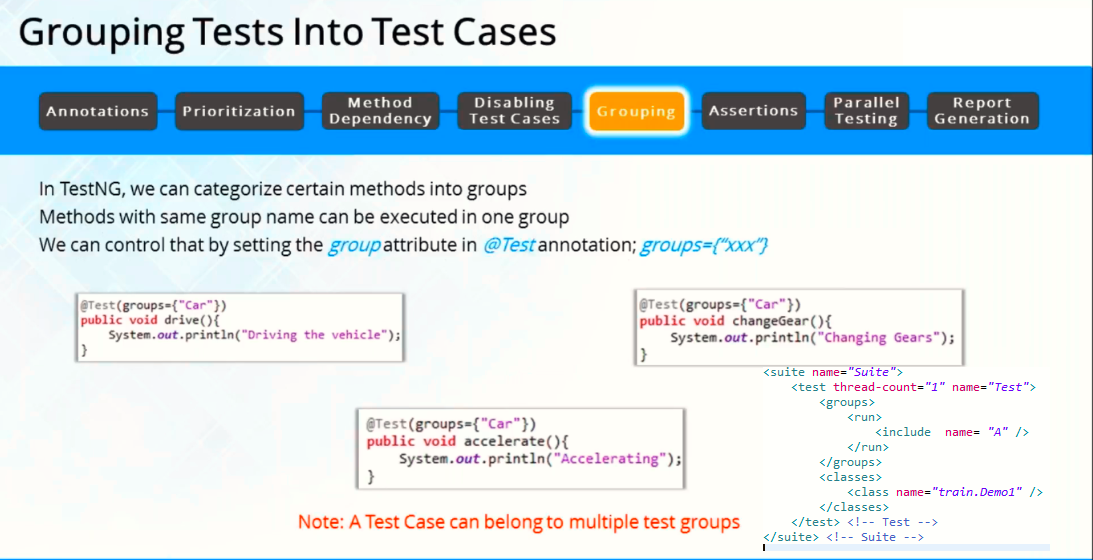 Grouping Tests Into Test Cases
Annotations
Prioritization
Method
Dependency
Disabling
Test Cases
Grouping
Assertions
Parallel
Testing
Report
Generation
In TestNG, we can categorize certain methods into groups
Methods with same group name can be executed in one group
We can control that by setting the group attribute in @Test annotation; groups={“xxx”}
@Test(groups={"Car"})
public void drive(){
System.out.println("Driving the vehicle");
}
@Test(groups={"Car"})
public void changeGear(){
System.out.println("Changing Gears");
}
@Test(groups={"Car"})
public void accelerate(){
System.out.println("Accelerating");
}
<suite name="Suite">
<test thread-count="1" name="Test">
<groups>
<run>
<include name= "A" />
</run>
</groups>
<classes>
<class name="train.Demo1" />
</classes>
</test> <!-- Test -->
</suite> <!-- Suite -->
Note: A Test Case can belong to multiple test groups